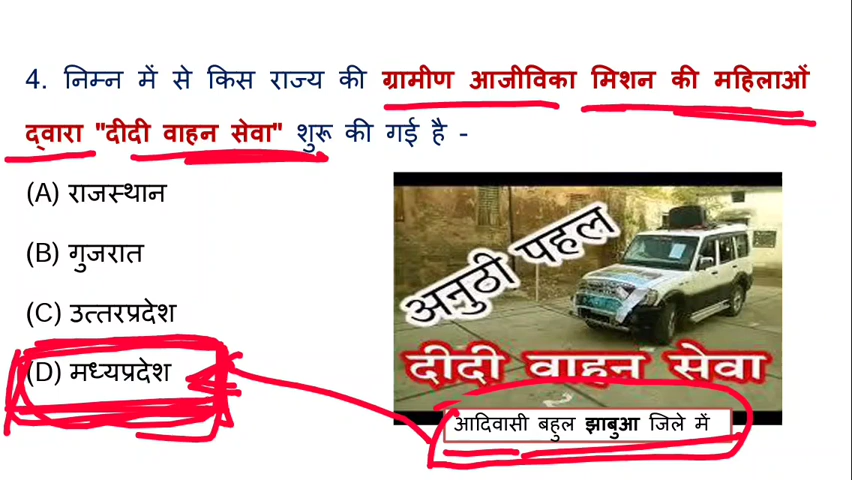 4. निम्न में से किस राज्य की ग्रामीण आजीविका मिशन की महिलाओं
द्वारा "दीदी वाहन सेवा" शुरू की गई है -
(A) राजस्थान
(B) गुजरात
(C) उत्तरप्रदेश
(D) मध्यप्रदेश
अनुठी पहल
दीदी वाहन सेवा
आदिवासी बहुल झाबुआ जिले में